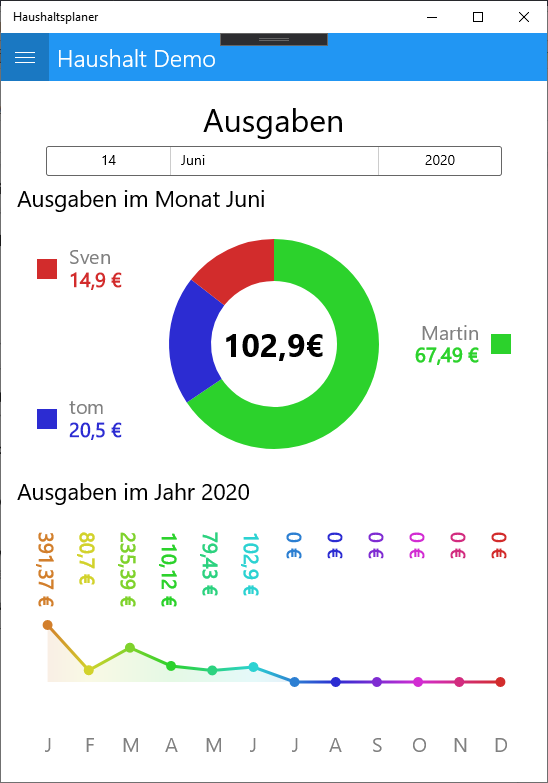 Haushaltsplaner
Haushalt Demo
Ausgaben
14 Juni 2020
Ausgaben im Monat Juni
Sven
14,9 €
Martin
67,49 €
102,9€
tom
20,5 €
Ausgaben im Jahr 2020
391,37 € 80,7 € 235,39 € 110,12 € 79,43 € 102,9 € 0 € 0 € 0 € 0 € 0 € 0 €
J F M A M J J A S O N D